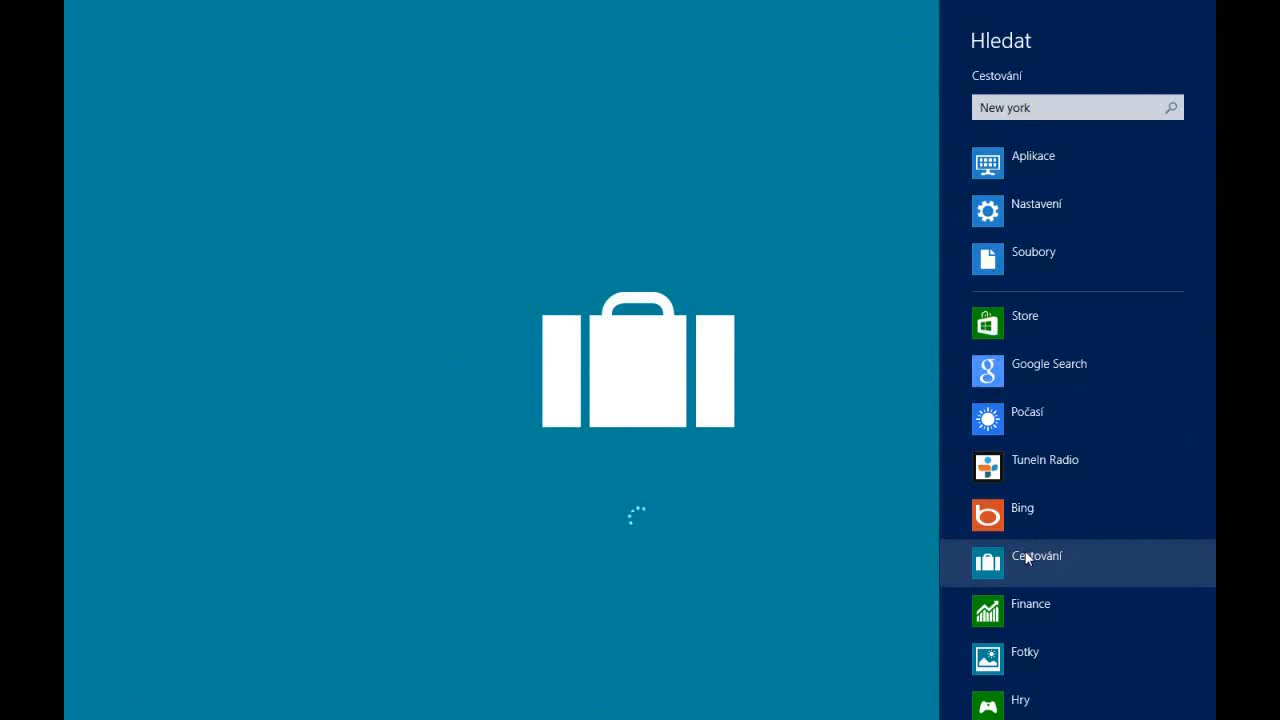 Hledat
Cestování
New york
Aplikace
Nastavení
Soubory
Store
Google Search
Počasí
TuneIn Radio
Bing
Cestování
Finance
Fotky
Hry